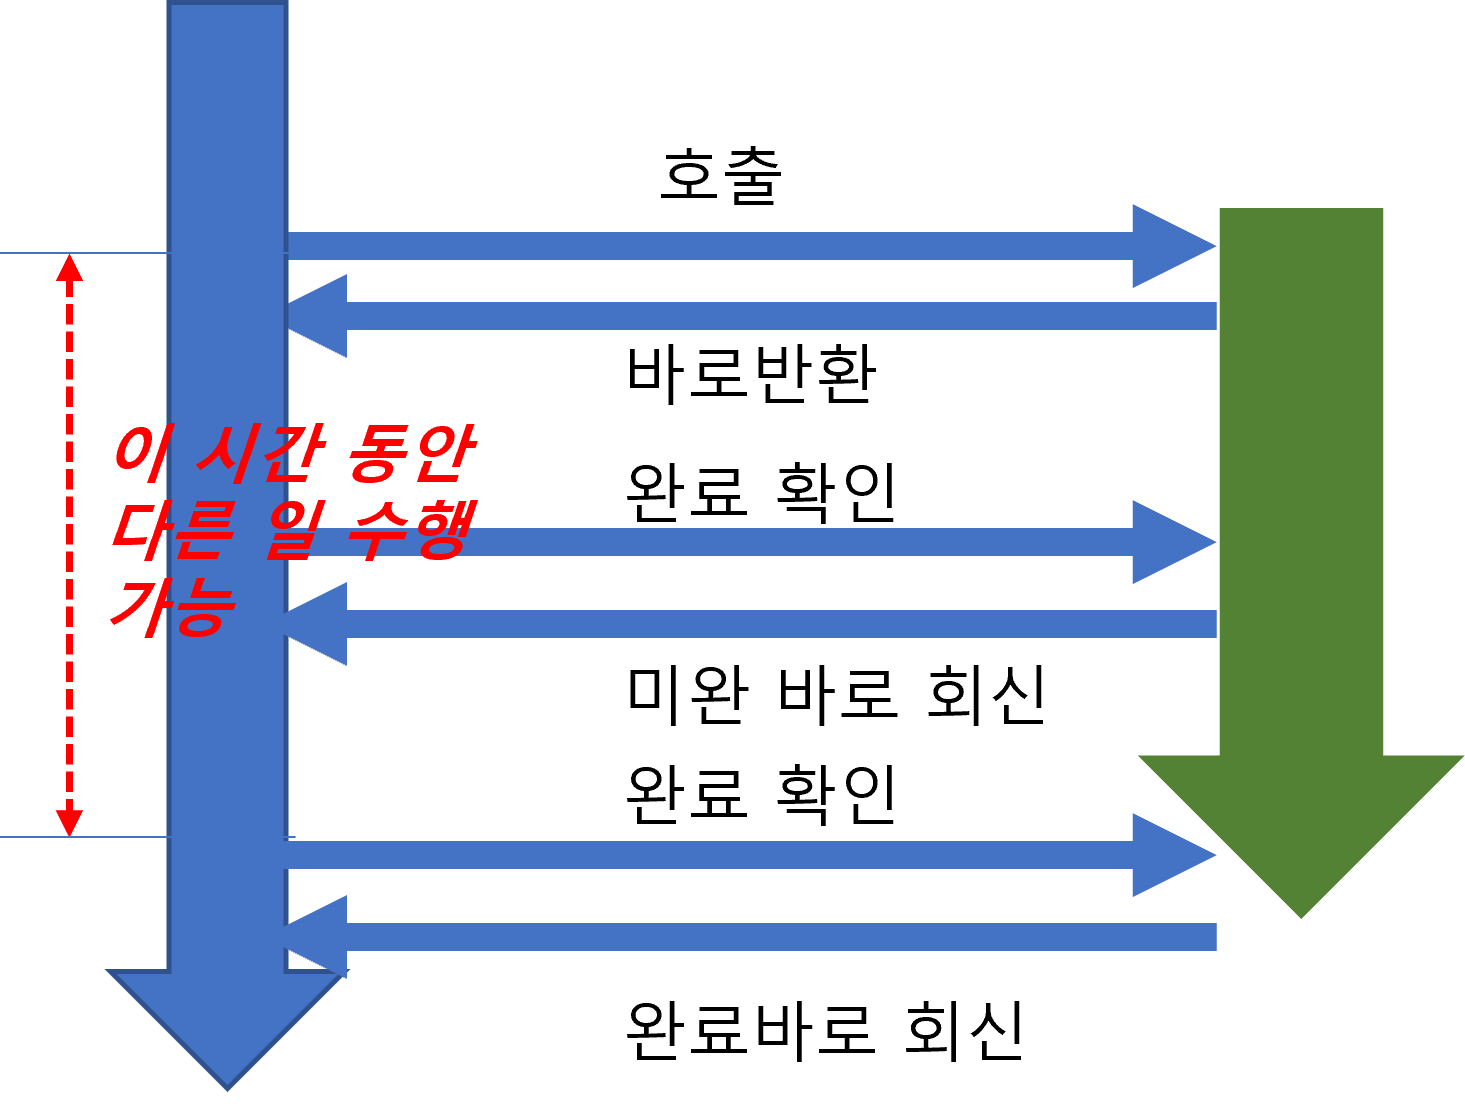 호출
바로반환
이 시간 동안
다른 일 수행
가능
완료 확인
미완 바로 회신
완료 확인
완료바로 회신